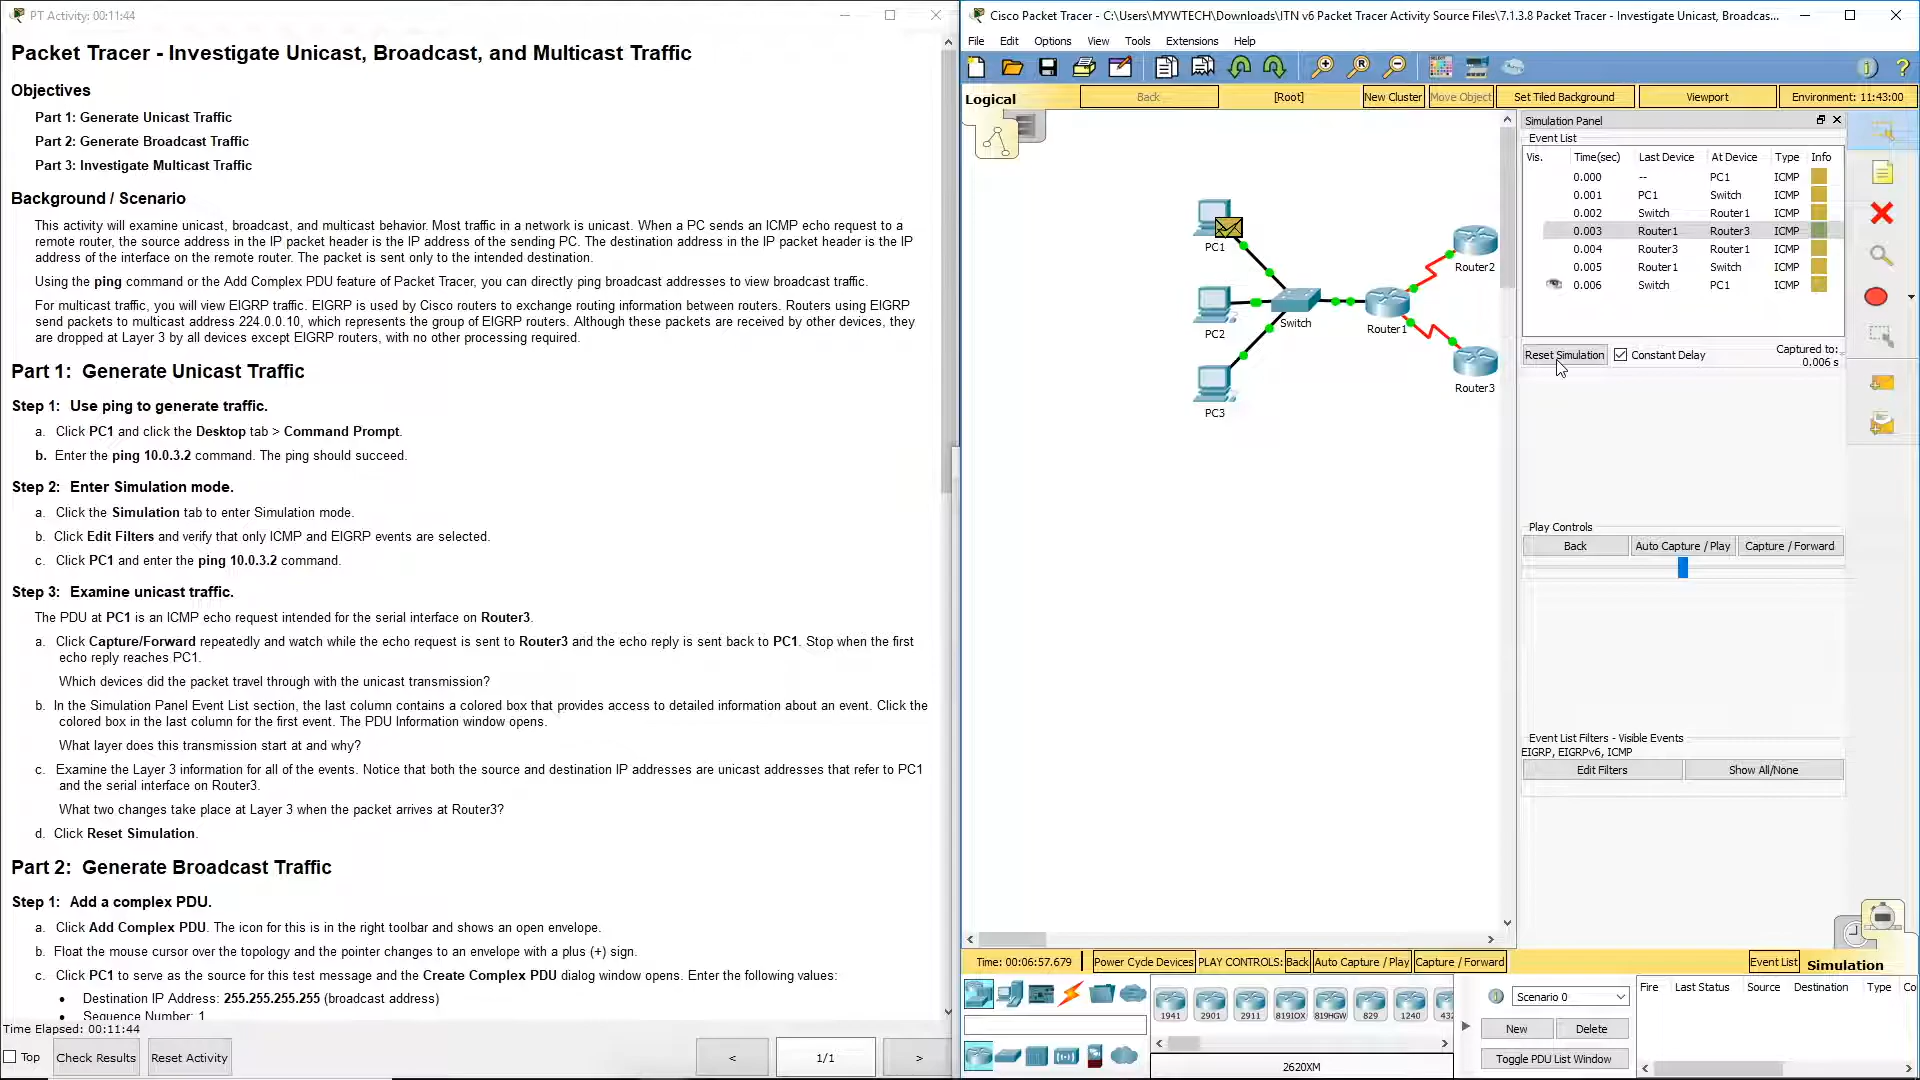 PT Activity: 00:11:44
Packet Tracer - Investigate Unicast, Broadcast, and Multicast Traffic
Objectives
Part 1: Generate Unicast Traffic
Part 2: Generate Broadcast Traffic
Part 3: Investigate Multicast Traffic
Background / Scenario
This activity will examine unicast, broadcast, and multicast behavior. Most traffic in a network is unicast. When a PC sends an ICMP echo request to a
remote router, the source address in the IP packet header is the IP address of the sending PC. The destination address in the IP packet header is the IP
address of the interface on the remote router. The packet is sent only to the intended destination.
Using the ping command or the Add Complex PDU feature of Packet Tracer, you can directly ping broadcast addresses to view broadcast traffic.
For multicast traffic, you will view EIGRP traffic. EIGRP is used by Cisco routers to exchange routing information between routers. Routers using EIGRP
send packets to multicast address 224.0.0.10, which represents the group of EIGRP routers. Although these packets are received by other devices, they
are dropped at Layer 3 by all devices except EIGRP routers, with no other processing required.
Part 1: Generate Unicast Traffic
Step 1: Use ping to generate traffic.
a. Click PC1 and click the Desktop tab > Command Prompt.
b. Enter the ping 10.0.3.2 command. The ping should succeed.
Step 2: Enter Simulation mode.
a. Click the Simulation tab to enter Simulation mode.
b. Click Edit Filters and verify that only ICMP and EIGRP events are selected.
c. Click PC1 and enter the ping 10.0.3.2 command.
Step 3: Examine unicast traffic.
The PDU at PC1 is an ICMP echo request intended for the serial interface on Router3.
a. Click Capture/Forward repeatedly and watch while the echo request is sent to Router3 and the echo reply is sent back to PC1. Stop when the first
echo reply reaches PC1.
Which devices did the packet travel through with the unicast transmission?
b. In the Simulation Panel Event List section, the last column contains a colored box that provides access to detailed information about an event. Click the
colored box in the last column for the first event. The PDU Information window opens.
What layer does this transmission start at and why?
c. Examine the Layer 3 information for all of the events. Notice that both the source and destination IP addresses are unicast addresses that refer to PC1
and the serial interface on Router3.
What two changes take place at Layer 3 when the packet arrives at Router3?
d. Click Reset Simulation.
Part 2: Generate Broadcast Traffic
Step 1: Add a complex PDU.
a. Click Add Complex PDU. The icon for this is in the right toolbar and shows an open envelope.
b. Float the mouse cursor over the topology and the pointer changes to an envelope with a plus (+) sign.
c. Click PC1 to serve as the source for this test message and the Create Complex PDU dialog window opens. Enter the following values:
• Destination IP Address: 255.255.255.255 (broadcast address)
• Sequence Number: 1
Time Elapsed: 00:11:44
Top Check Results Reset Activity < 1/1 >
Cisco Packet Tracer - C:\Users\MYWTECH\Downloads\ITN v6 Packet Tracer Activity Source Files\7.1.3.8 Packet Tracer - Investigate Unicast, Broadcas...
File Edit Options View Tools Extensions Help
Logical Back [Root] New Cluster Move Object Set Tiled Background Viewport Environment: 11:43:00
PC1
PC2
PC3
Switch
Router1
Router2
Router3
Simulation Panel
Event List
Vis. Time(sec) Last Device At Device Type Info
0.000 -- PC1 ICMP
0.001 PC1 Switch ICMP
0.002 Switch Router1 ICMP
0.003 Router1 Router3 ICMP
0.004 Router3 Router1 ICMP
0.005 Router1 Switch ICMP
0.006 Switch PC1 ICMP
Reset Simulation Constant Delay Captured to:
0.006 s
Play Controls
Back Auto Capture / Play Capture / Forward
Event List Filters - Visible Events
EIGRP, EIGRPv6, ICMP
Edit Filters Show All/None
Time: 00:06:57.679 Power Cycle Devices PLAY CONTROLS: Back Auto Capture / Play Capture / Forward Event List Simulation
1941 2901 2911 819IOX 819HGW 829 1240 432
2620XM
Scenario 0
New Delete
Toggle PDU List Window
Fire Last Status Source Destination Type Co